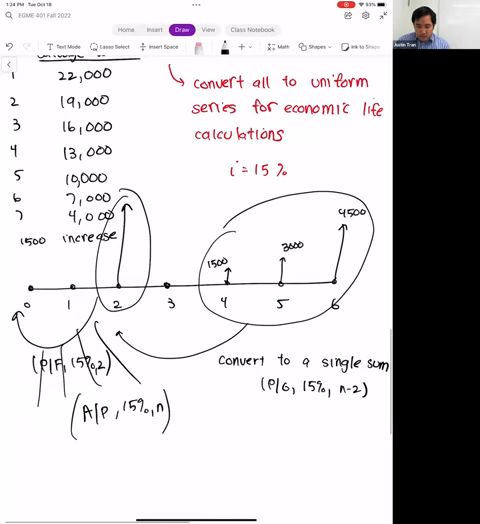 1:24 PM Tue Oct 18
93%
EGME 401 Fall 2022
Draw
View
Class Notebook
Text Mode
Lasso Select
Insert Space
Math
Shapes
Ink to Shape
Justin Tran
1 22,000
2 19,000
3 16,000
4 13,000
5 10,000
6 7,000
7 4,000
1500 increase
convert all to uniform
series for economic life
calculations
i = 15%
1500
3000
4500
0 1 2 3 4 5 6
(P/F, 15%, 2)
(A/P, 15%, n)
convert to a single sum
(P/G, 15%, n-2)